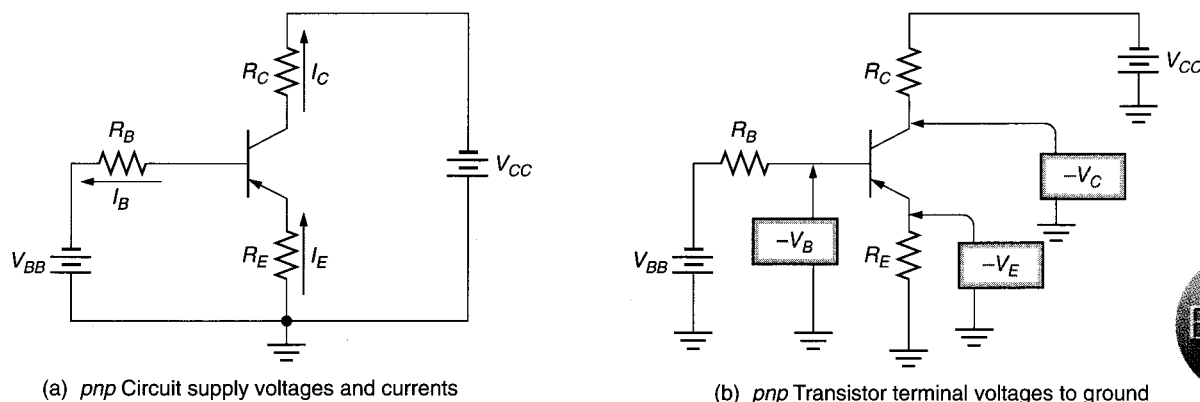 R_C
I_C
R_B
I_B
V_CC
V_BB
R_E
I_E
(a) pnp Circuit supply voltages and currents
R_C
V_CC
R_B
–V_C
–V_B
V_BB
R_E
–V_E
(b) pnp Transistor terminal voltages to ground